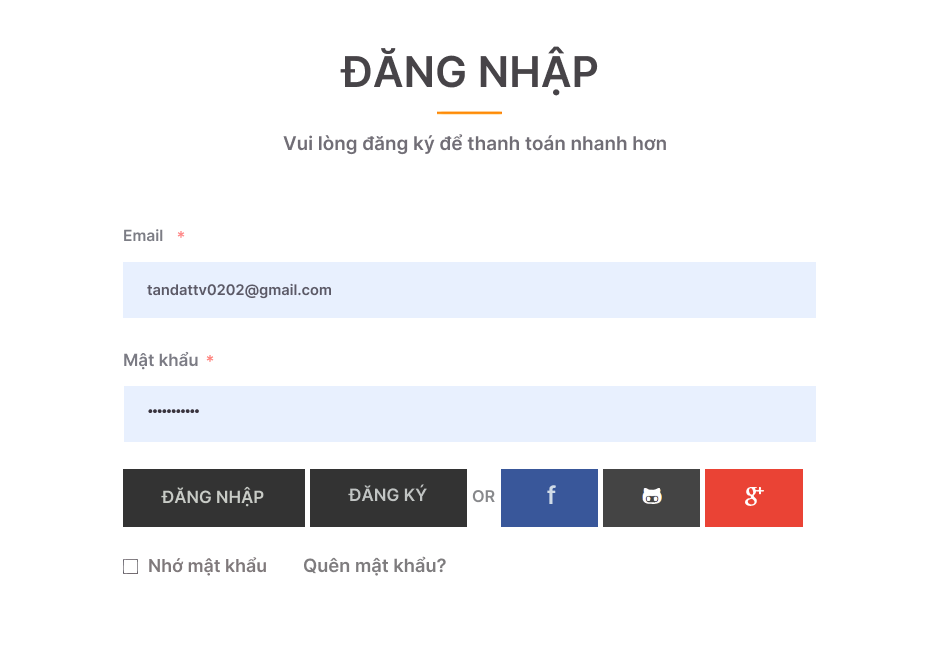 ĐĂNG NHẬP
Vui lòng đăng ký để thanh toán nhanh hơn
Email *
tandattv0202@gmail.com
Mật khẩu *
•••••••••••
ĐĂNG NHẬP ĐĂNG KÝ OR f g+
Nhớ mật khẩu Quên mật khẩu?